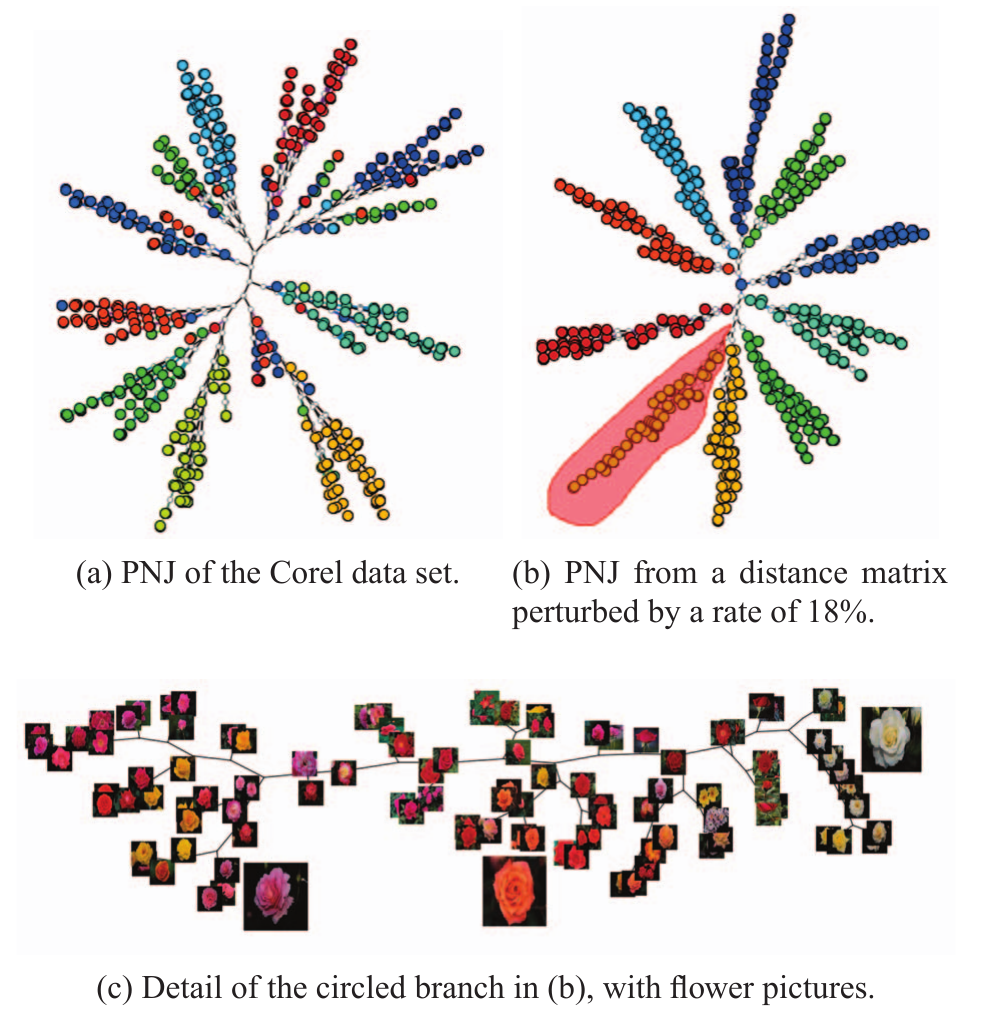 (a) PNJ of the Corel data set.
(b) PNJ from a distance matrix
perturbed by a rate of 18%.
(c) Detail of the circled branch in (b), with flower pictures.